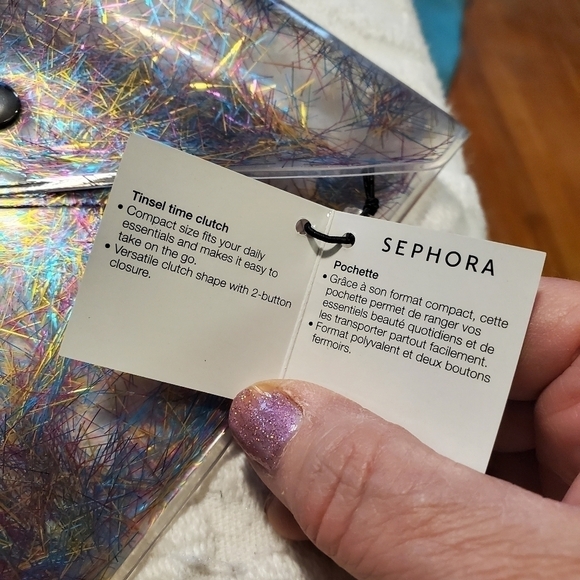 Tinsel time clutch
• Compact size fits your daily
essentials and makes it easy to
take on the go.
• Versatile clutch shape with 2-button
closure.
SEPHORA
Pochette
• Grâce à son format compact, cette
pochette permet de ranger vos
essentiels beauté quotidiens et de
les transporter partout facilement.
• Format polyvalent et deux boutons
fermoirs.